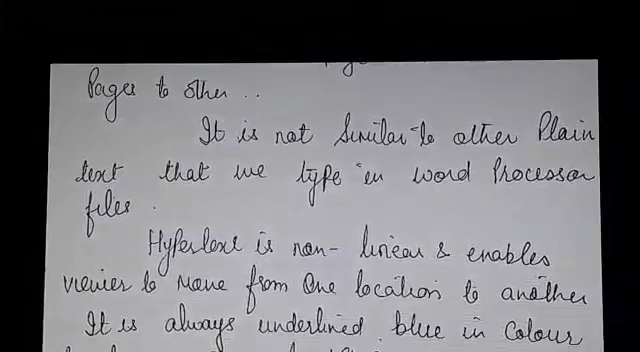 Pages to other ..
It is not Similar to other Plain
text that we type in word Processor
files .
Hypertext is non- linear & enables
viewer to Move from One location to another
It is always underlined blue in Colour